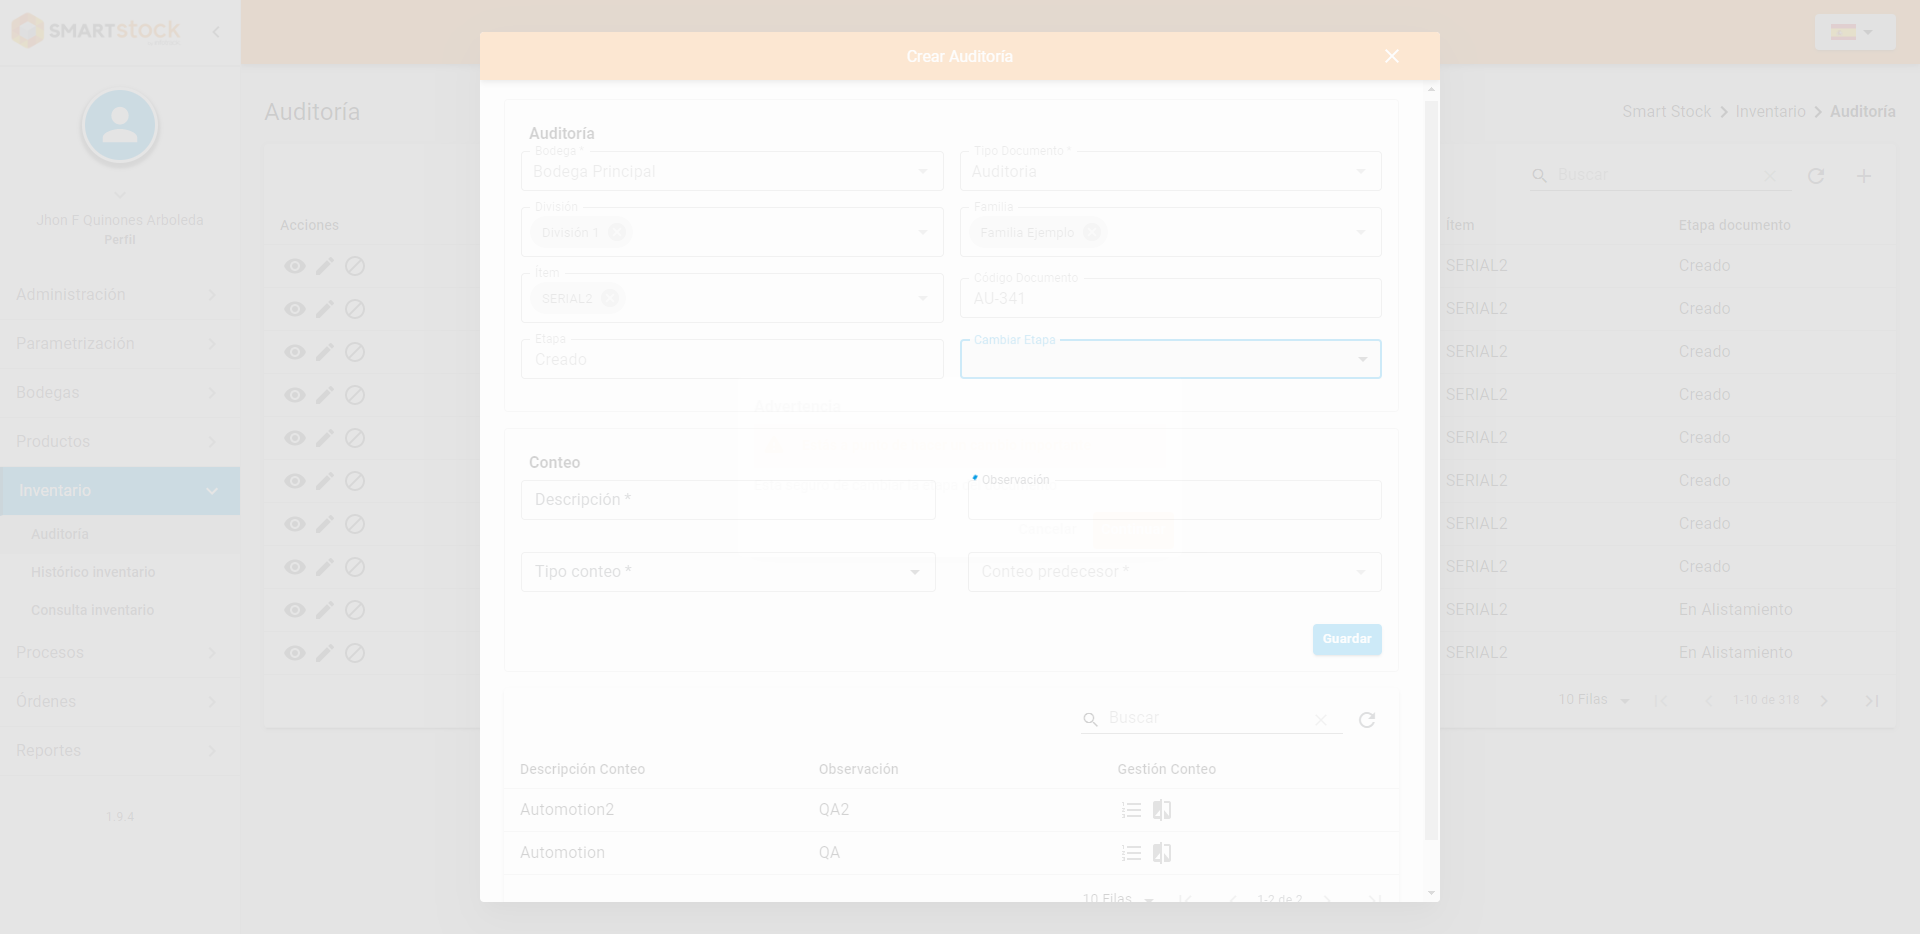 SMARTSTOCK
Auditoría
Smart Stock > Inventario > Auditoría
Jhon F Quinones Arboleda
Perfil
Administración
Parametrización
Bodegas
Productos
Inventario
Auditoría
Histórico inventario
Consulta inventario
Procesos
Órdenes
Reportes
1.9.4
Acciones
Crear Auditoría
Auditoría
Bodega *
Bodega Principal
Tipo Documento *
Auditoria
División
División 1
Familia
Familia Ejemplo
Ítem
SERIAL2
Código Documento
AU-341
Etapa
Creado
Cambiar Etapa
Advertencia
Conteo
Descripción *
Observación
Tipo conteo *
Conteo predecesor *
Guardar
Buscar
Descripción Conteo Observación Gestión Conteo
Automotion2 QA2
Automotion QA
10 Filas 1-2 de 2
Buscar
Ítem Etapa documento
SERIAL2 Creado
SERIAL2 Creado
SERIAL2 Creado
SERIAL2 Creado
SERIAL2 Creado
SERIAL2 Creado
SERIAL2 Creado
SERIAL2 Creado
SERIAL2 En Alistamiento
SERIAL2 En Alistamiento
10 Filas 1-10 de 318